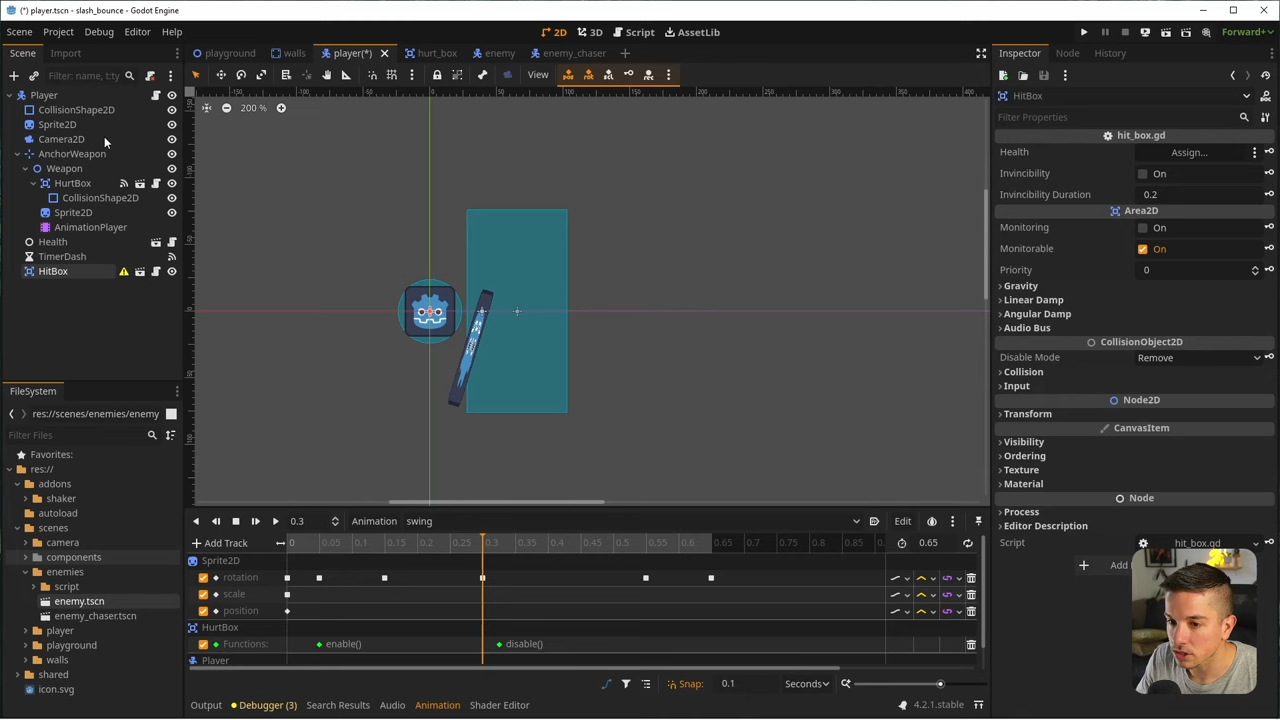 (*) player.tscn - slash_bounce - Godot Engine
Scene Project Debug Editor Help
2D 3D Script AssetLib
Forward+
Scene Import
playground walls player(*) hurt_box enemy enemy_chaser
Inspector Node History
Filter: name, t:ty
View
HitBox
Filter Properties
Player
CollisionShape2D
Sprite2D
Camera2D
AnchorWeapon
Weapon
HurtBox
CollisionShape2D
Sprite2D
AnimationPlayer
Health
TimerDash
HitBox
200 %
hit_box.gd
Health Assign...
Invincibility On
Invincibility Duration 0.2
Area2D
Monitoring On
Monitorable On
Priority 0
Gravity
Linear Damp
Angular Damp
Audio Bus
CollisionObject2D
Disable Mode Remove
Collision
Input
Node2D
Transform
CanvasItem
Visibility
Ordering
Texture
Material
Node
Process
Editor Description
Script hit_box.gd
FileSystem
res://scenes/enemies/enemy
Filter Files
Favorites:
res://
addons
shaker
autoload
scenes
camera
components
enemies
script
enemy.tscn
enemy_chaser.tscn
player
playground
walls
shared
icon.svg
0.3 Animation swing Edit
Add Track 0 0.05 0.1 0.15 0.2 0.25 0.3 0.35 0.4 0.45 0.5 0.55 0.6 0.7 0.75 0.8 0.85 0.65
Sprite2D
rotation
scale
position
HurtBox
Functions: enable() disable()
Player
Snap: 0.1 Seconds
Output Debugger (3) Search Results Audio Animation Shader Editor 4.2.1.stable